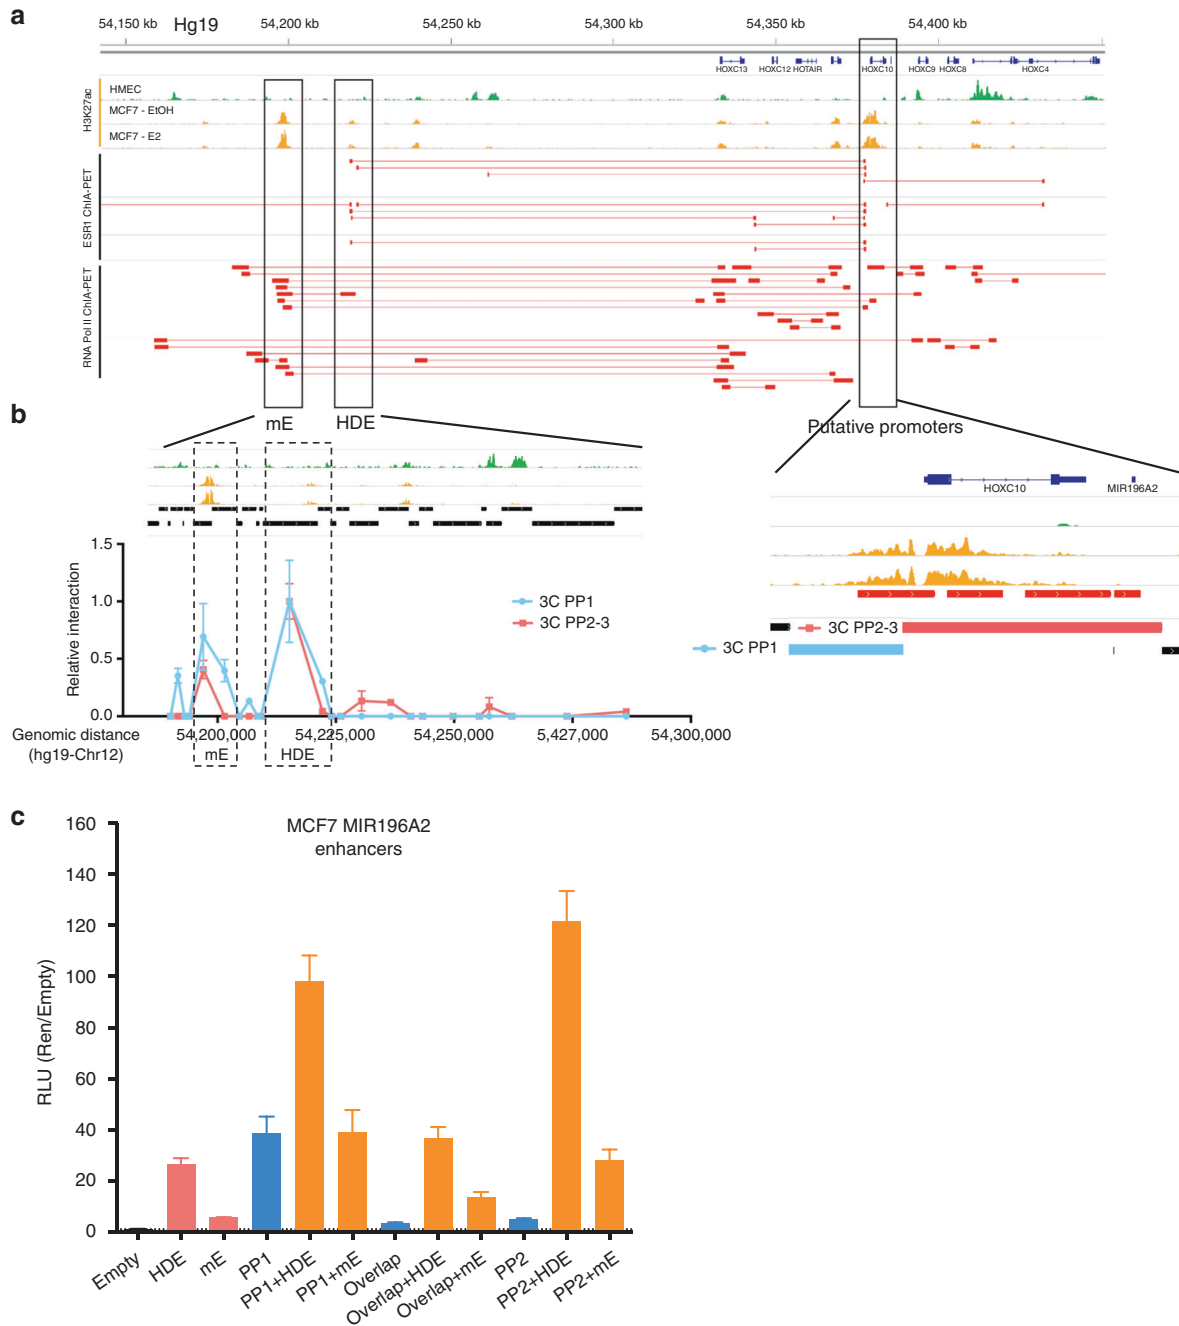 a
54,150 kb
Hg19
54,200 kb
54,250 kb
54,300 kb
54,350 kb
54,400 kb
HOXC13
HOXC12
HOTAIR
HOXC10
HOXC9
HOXC8
HOXC4
H3K27ac
HMEC
MCF7 - EtOH
MCF7 - E2
ESR1 ChIA-PET
RNA Pol II ChIA-PET
mE
HDE
Putative promoters
b
1.5
1.0
0.5
0.0
Relative interaction
3C PP1
3C PP2-3
Genomic distance
(hg19-Chr12)
54,200,000
54,225,000
54,250,000
5,427,000
54,300,000
mE
HDE
HOXC10
MIR196A2
3C PP2-3
3C PP1
c
MCF7 MIR196A2
enhancers
RLU (Ren/Empty)
160
140
120
100
80
60
40
20
0
Empty
HDE
mE
PP1
PP1+HDE
PP1+mE
Overlap
Overlap+HDE
Overlap+mE
PP2
PP2+HDE
PP2+mE